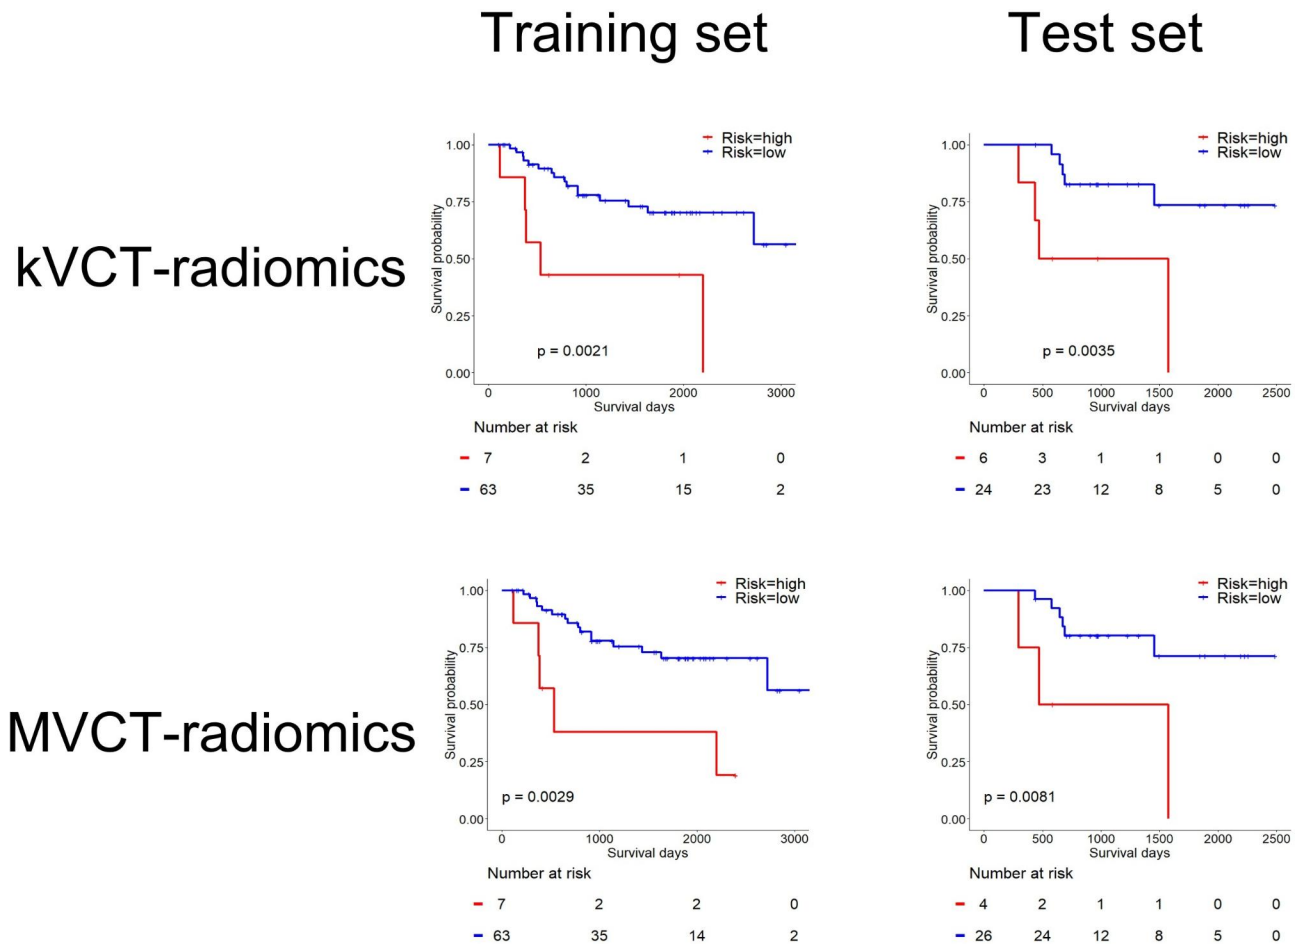 Training set
Test set
kVCT-radiomics
Risk=high
Risk=low
Survival probability
1.00
0.75
0.50
0.25
0.00
p = 0.0021
0 1000 2000 3000
Survival days
Number at risk
7 2 1 0
63 35 15 2
Risk=high
Risk=low
Survival probability
1.00
0.75
0.50
0.25
0.00
p = 0.0035
0 500 1000 1500 2000 2500
Survival days
Number at risk
6 3 1 1 0 0
24 23 12 8 5 0
MVCT-radiomics
Risk=high
Risk=low
Survival probability
1.00
0.75
0.50
0.25
0.00
p = 0.0029
0 1000 2000 3000
Survival days
Number at risk
7 2 2 0
63 35 14 2
Risk=high
Risk=low
Survival probability
1.00
0.75
0.50
0.25
0.00
p = 0.0081
0 500 1000 1500 2000 2500
Survival days
Number at risk
4 2 1 1 0 0
26 24 12 8 5 0